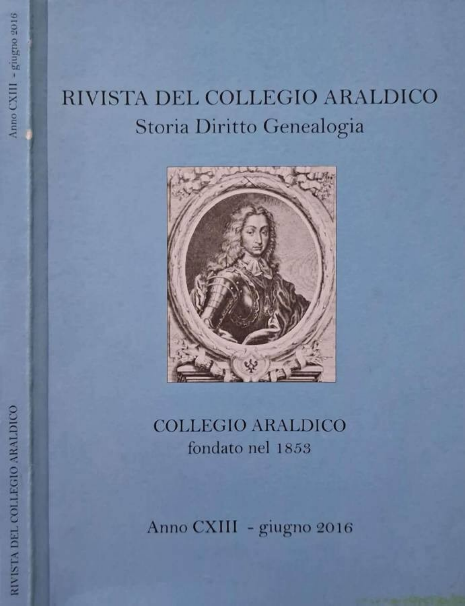 Anno CXIII - giugno 2016
RIVISTA DEL COLLEGIO ARALDICO
RIVISTA DEL COLLEGIO ARALDICO
Storia Diritto Genealogia
COLLEGIO ARALDICO
fondato nel 1853
Anno CXIII - giugno 2016